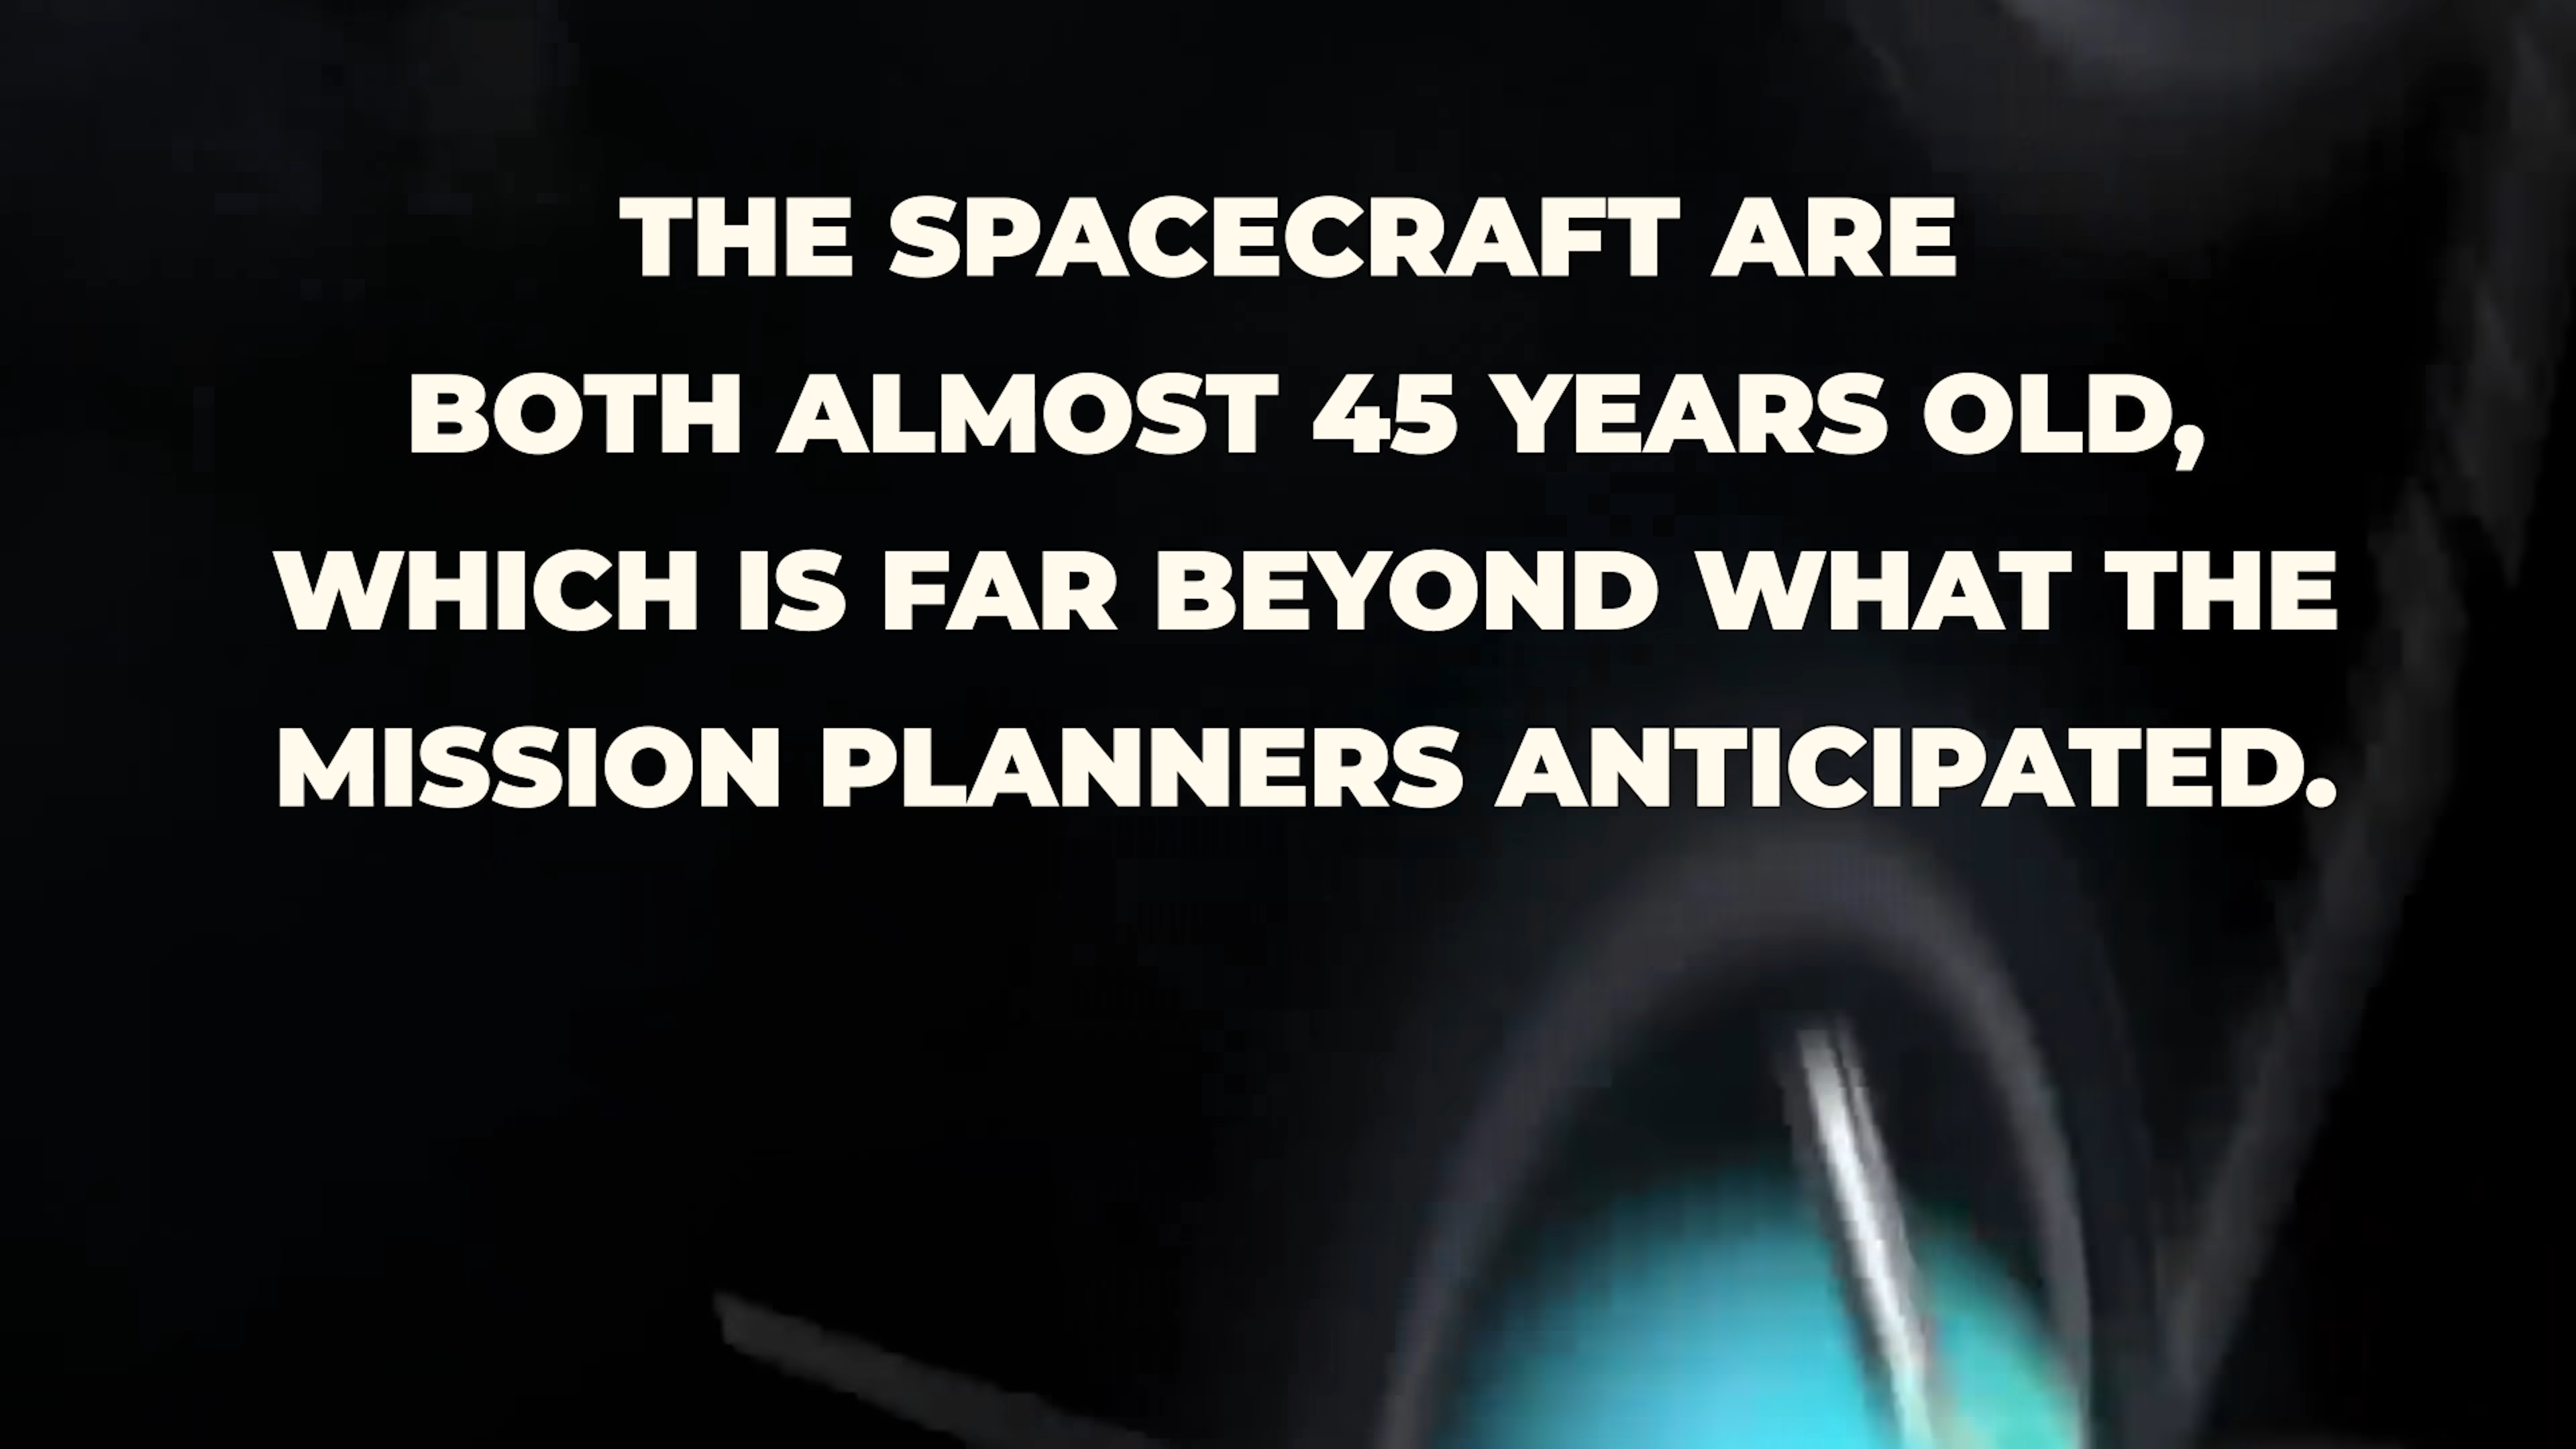 THE SPACECRAFT ARE
BOTH ALMOST 45 YEARS OLD,
WHICH IS FAR BEYOND WHAT THE
MISSION PLANNERS ANTICIPATED.